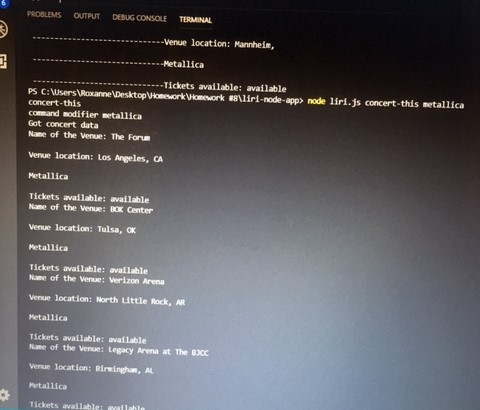 6
PROBLEMS OUTPUT DEBUG CONSOLE TERMINAL
------------------------------Venue location: Mannheim,
------------------------------Metallica
------------------------------Tickets available: available
PS C:\Users\Roxanne\Desktop\Homework\Homework #8\liri-node-app> node liri.js concert-this metallica
concert-this
command modifier metallica
Got concert data
Name of the Venue: The Forum
Venue location: Los Angeles, CA
Metallica
Tickets available: available
Name of the Venue: BOK Center
Venue location: Tulsa, OK
Metallica
Tickets available: available
Name of the Venue: Verizon Arena
Venue location: North Little Rock, AR
Metallica
Tickets available: available
Name of the Venue: Legacy Arena at The BJCC
Venue location: Birmingham, AL
Metallica
Tickets available: available